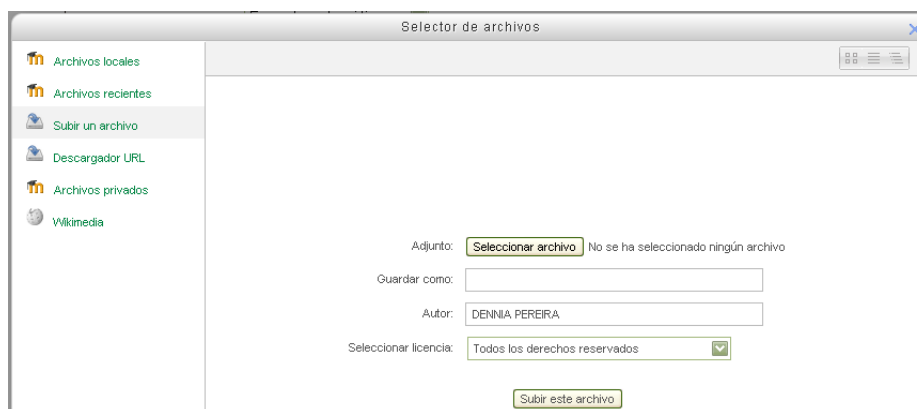 Selector de archivos
Archivos locales
Archivos recientes
Subir un archivo
Descargador URL
Archivos privados
Wikimedia
Adjunto: Seleccionar archivo No se ha seleccionado ningún archivo
Guardar como:
Autor: DENNIA PEREIRA
Seleccionar licencia: Todos los derechos reservados
Subir este archivo